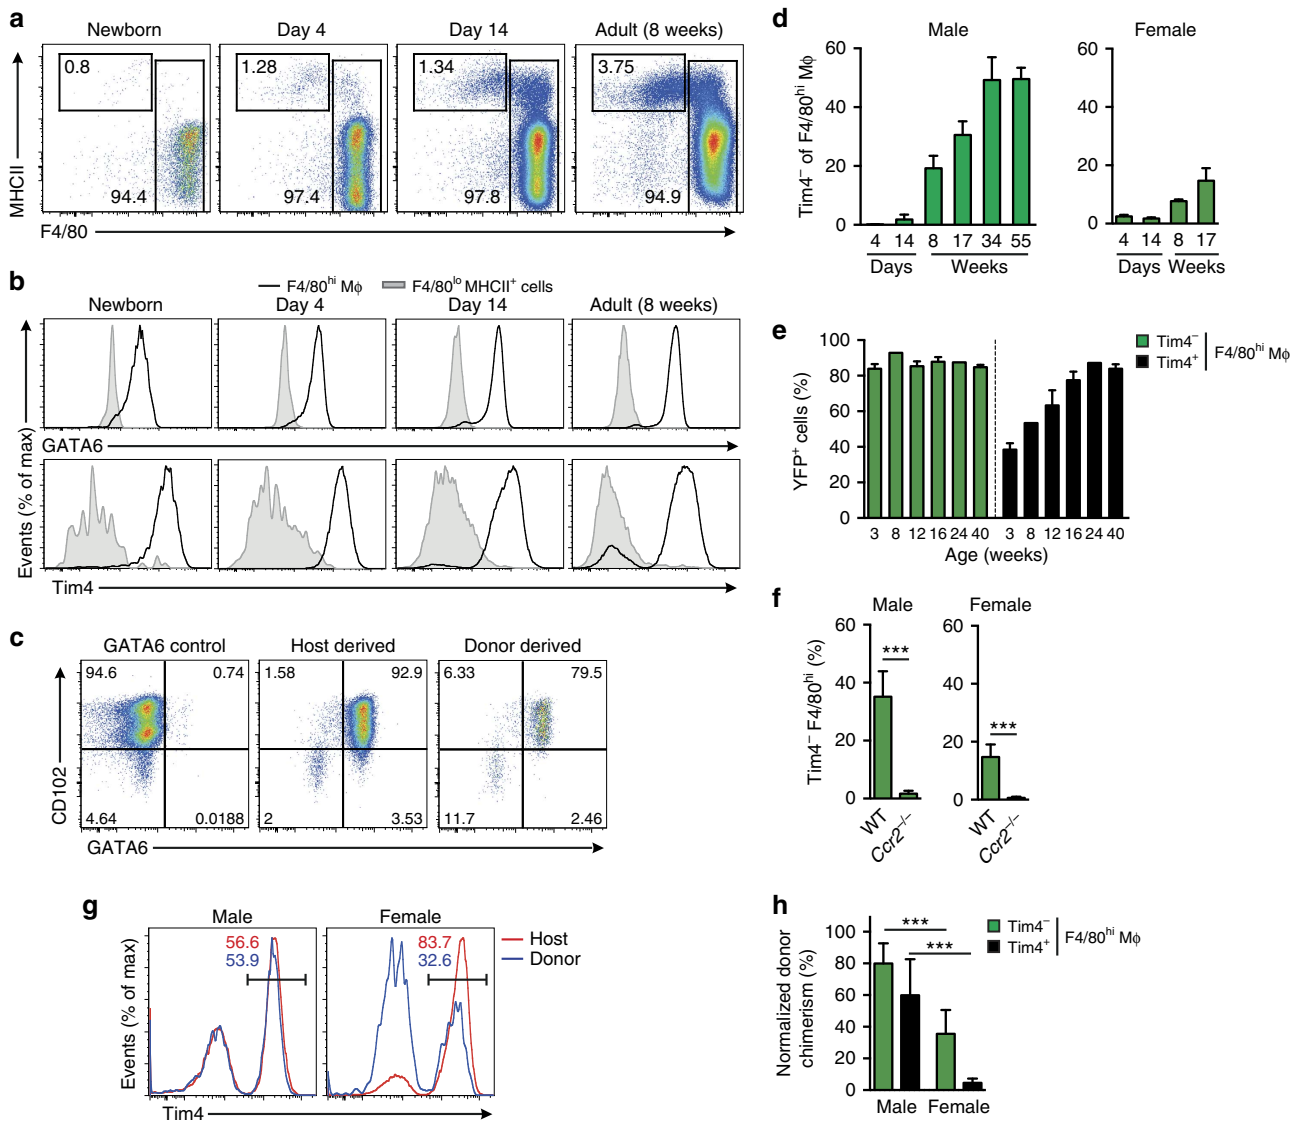 a
Newborn
Day 4
Day 14
Adult (8 weeks)
0.8
1.28
1.34
3.75
94.4
97.4
97.8
94.9
MHCII
F4/80
b
F4/80hi Mϕ
F4/80lo MHCII+ cells
Newborn
Day 4
Day 14
Adult (8 weeks)
GATA6
Events (% of max)
Tim4
c
GATA6 control
Host derived
Donor derived
94.6
0.74
1.58
92.9
6.33
79.5
4.64
0.0188
2
3.53
11.7
2.46
CD102
GATA6
d
Male
Female
Tim4− of F4/80hi Mϕ
60
40
20
0
4 14 8 17 34 55
Days
Weeks
60
40
20
0
4 14 8 17
Days
Weeks
e
YFP+ cells (%)
100
80
60
40
20
0
3 8 12 16 24 40
3 8 12 16 24 40
Age (weeks)
Tim4−
Tim4+
F4/80hi Mϕ
f
Male
Female
Tim4− F4/80hi (%)
60
40
20
0
***
WT
Ccr2−/−
60
40
20
0
***
WT
Ccr2−/−
g
Male
Female
56.6
53.9
83.7
32.6
Host
Donor
Events (% of max)
Tim4
h
Normalized donor
chimerism (%)
100
80
60
40
20
0
***
***
Male
Female
Tim4−
Tim4+
F4/80hi Mϕ